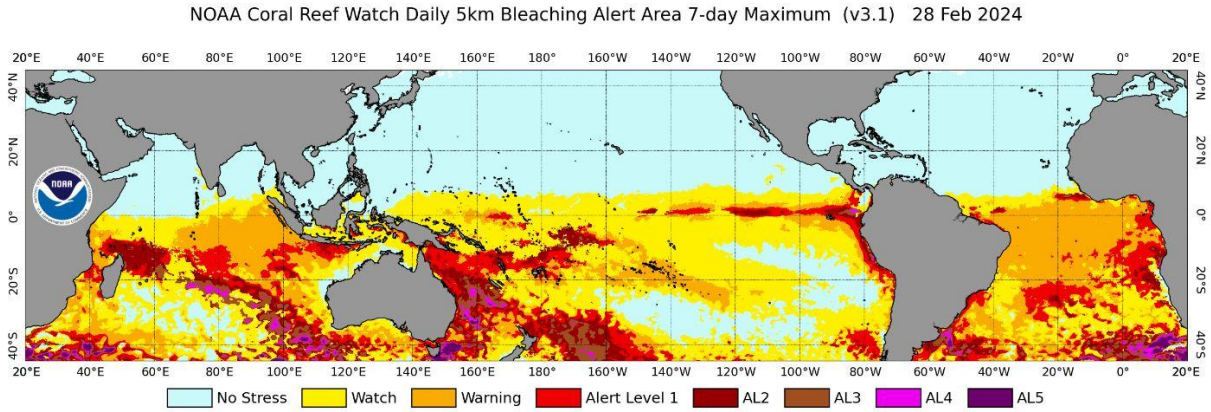 NOAA Coral Reef Watch Daily 5km Bleaching Alert Area 7-day Maximum (v3.1) 28 Feb 2024
20°E 40°E 60°E 80°E 100°E 120°E 140°E 160°E 180° 160°W 140°W 120°W 100°W 80°W 60°W 40°W 20°W 0° 20°E
40°N 40°N
20°N 20°N
NOAA
0° 0°
20°S 20°S
40°S 40°S
20°E 40°E 60°E 80°E 100°E 120°E 140°E 160°E 180° 160°W 140°W 120°W 100°W 80°W 60°W 40°W 20°W 0° 20°E
No Stress Watch Warning Alert Level 1 AL2 AL3 AL4 AL5